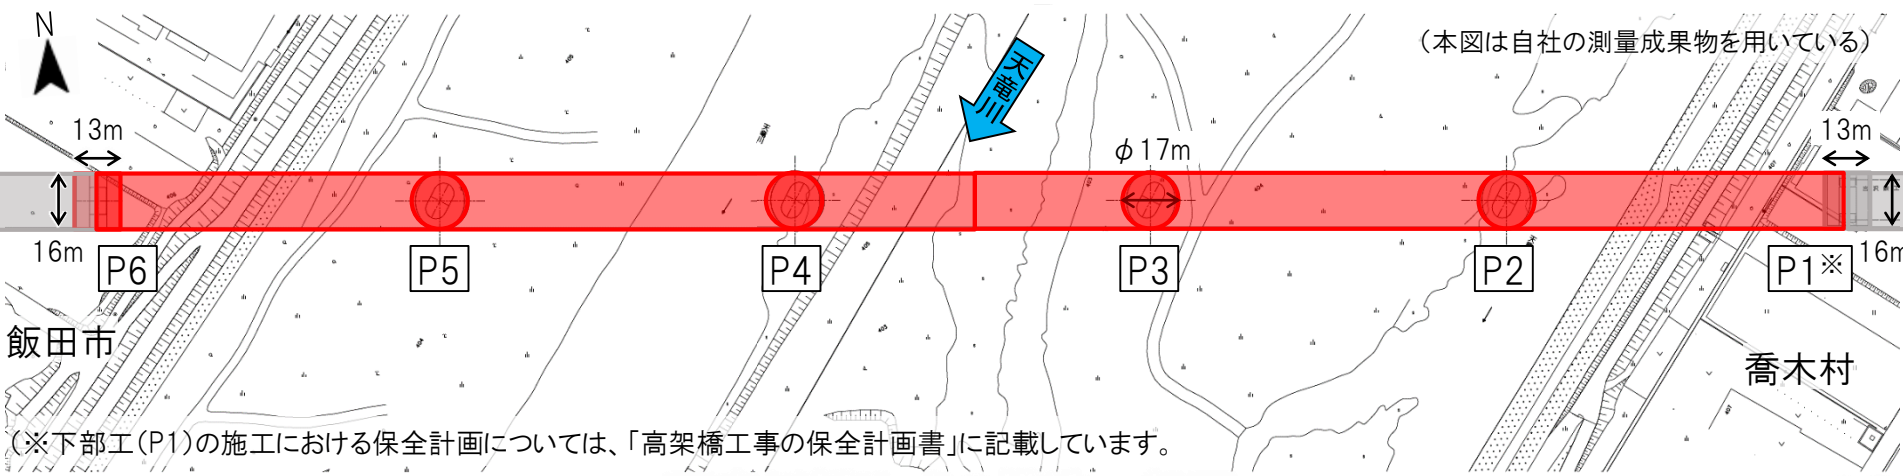 N
(本図は自社の測量成果物を用いている)
天竜川
13m
φ17m
13m
16m
P6
P5
P4
P3
P2
P1※
16m
飯田市
喬木村
(※下部工(P1)の施工における保全計画については、「高架橋工事の保全計画書」に記載しています。